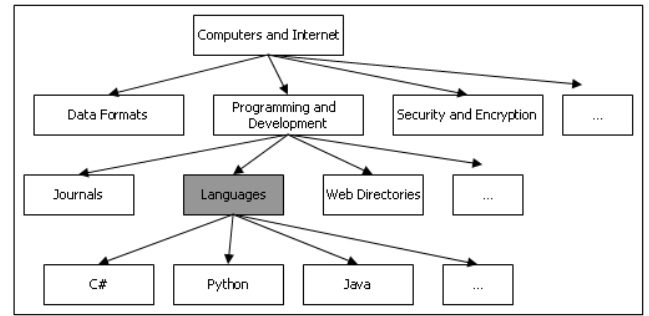 Computers and Internet
Data Formats
Programming and
Development
Security and Encryption
...
Journals
Languages
Web Directories
...
C#
Python
Java
...